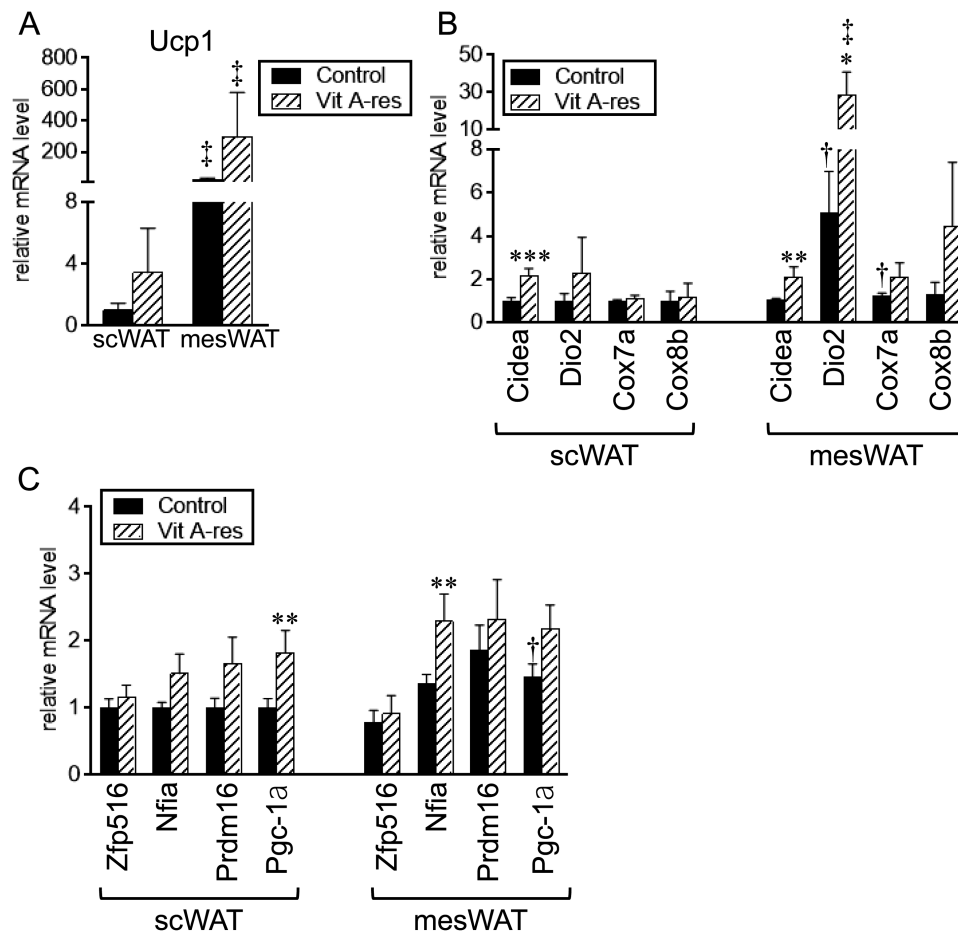 A
Ucp1
relative mRNA level
800
600
400
200
8
4
0
scWAT
mesWAT
Control
Vit A-res
‡
‡
B
relative mRNA level
50
30
10
8
6
4
2
0
Control
Vit A-res
***
**
†
‡
*
†
Cidea
Dio2
Cox7a
Cox8b
Cidea
Dio2
Cox7a
Cox8b
scWAT
mesWAT
C
relative mRNA level
4
3
2
1
0
Control
Vit A-res
**
**
†
Zfp516
Nfia
Prdm16
Pgc-1a
Zfp516
Nfia
Prdm16
Pgc-1a
scWAT
mesWAT